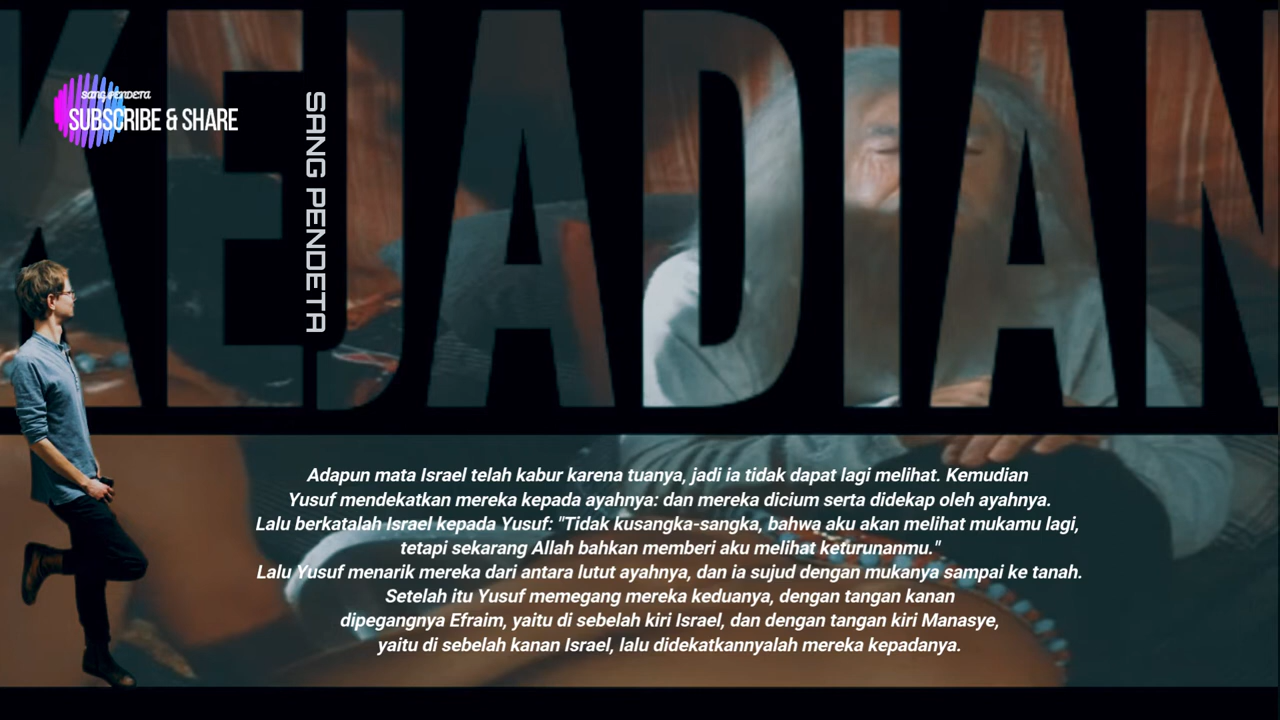 KEJADIAN
sang pendeta
SUBSCRIBE & SHARE
SANG PENDETA
Adapun mata Israel telah kabur karena tuanya, jadi ia tidak dapat lagi melihat. Kemudian
Yusuf mendekatkan mereka kepada ayahnya: dan mereka dicium serta didekap oleh ayahnya.
Lalu berkatalah Israel kepada Yusuf: "Tidak kusangka-sangka, bahwa aku akan melihat mukamu lagi,
tetapi sekarang Allah bahkan memberi aku melihat keturunanmu."
Lalu Yusuf menarik mereka dari antara lutut ayahnya, dan ia sujud dengan mukanya sampai ke tanah.
Setelah itu Yusuf memegang mereka keduanya, dengan tangan kanan
dipegangnya Efraim, yaitu di sebelah kiri Israel, dan dengan tangan kiri Manasye,
yaitu di sebelah kanan Israel, lalu didekatkannyalah mereka kepadanya.